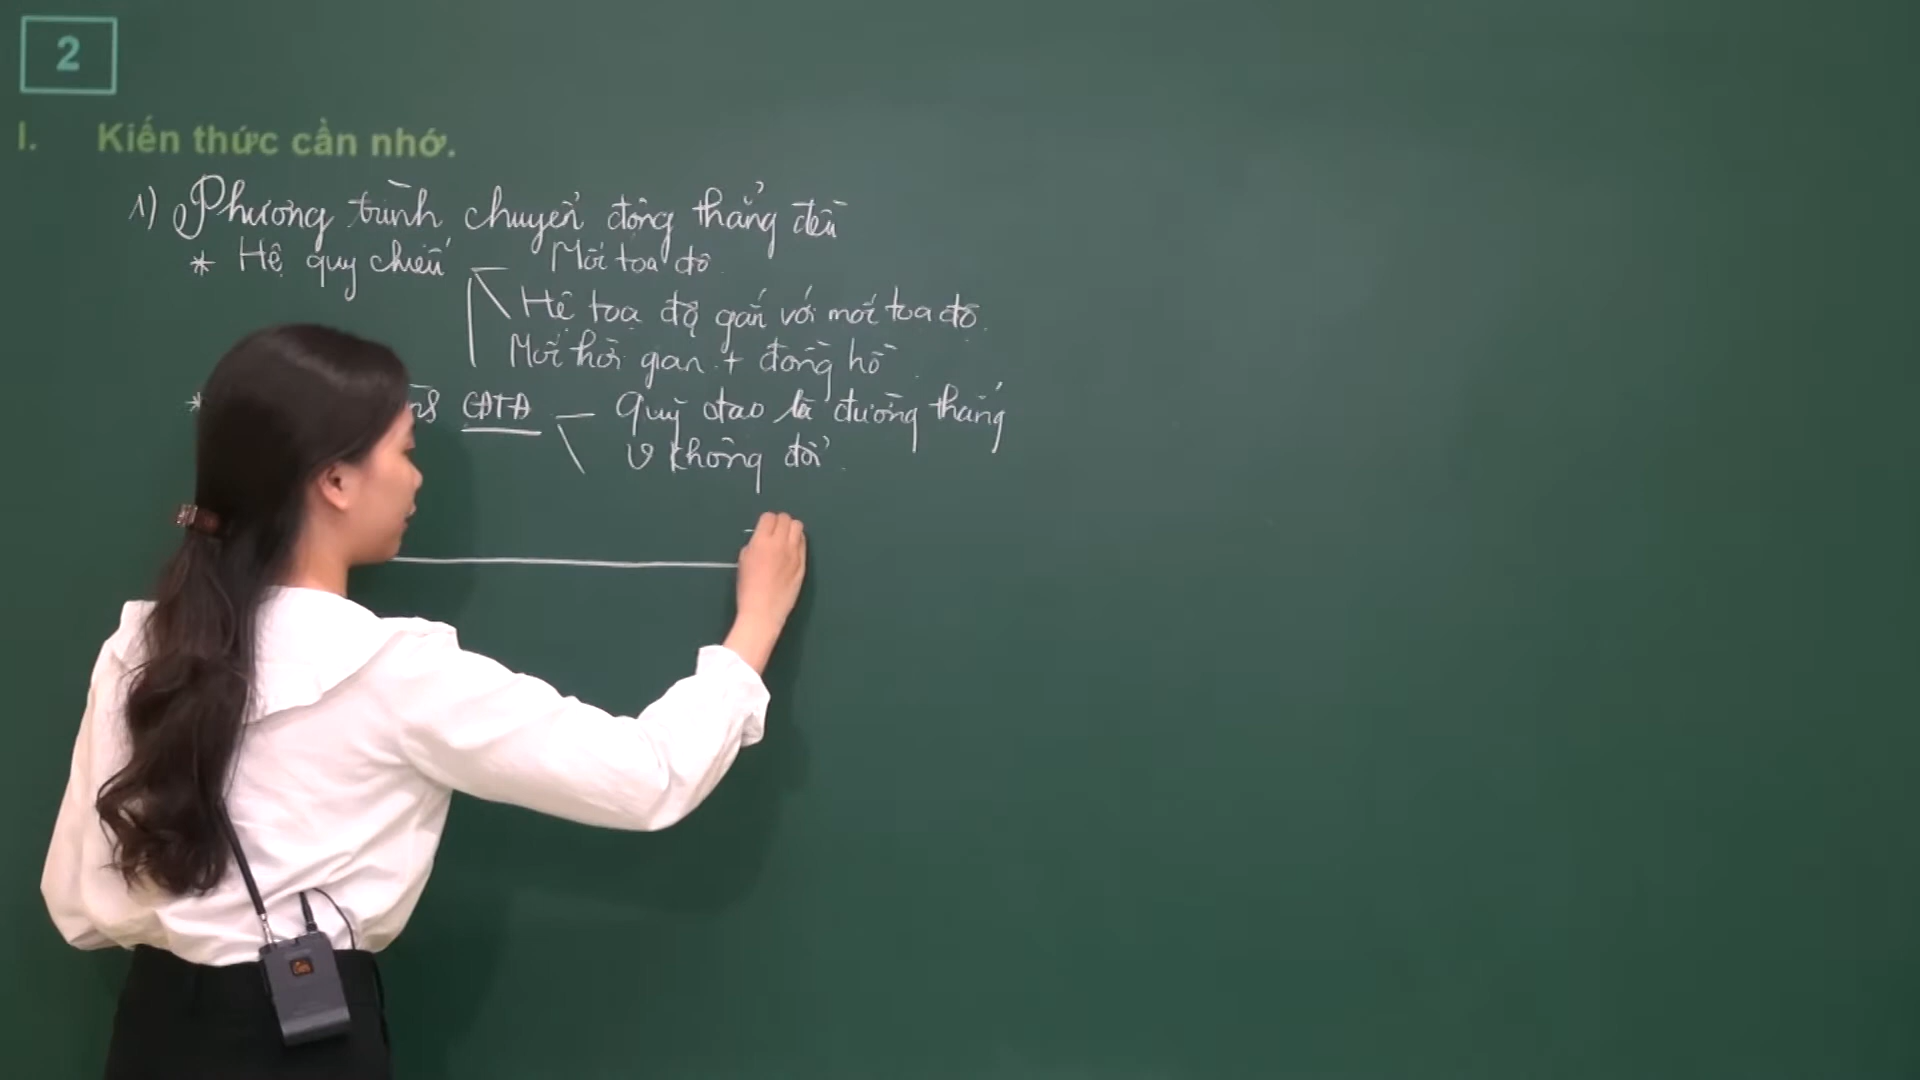 2
I. Kiến thức cần nhớ.
1) Phương trình chuyển động thẳng đều
* Hệ quy chiếu
Mốc toạ độ
Hệ toạ độ gắn với mốc toạ độ.
Mốc thời gian + đồng hồ.
* CĐTĐ
Quỹ đạo là đường thẳng
v không đổi.